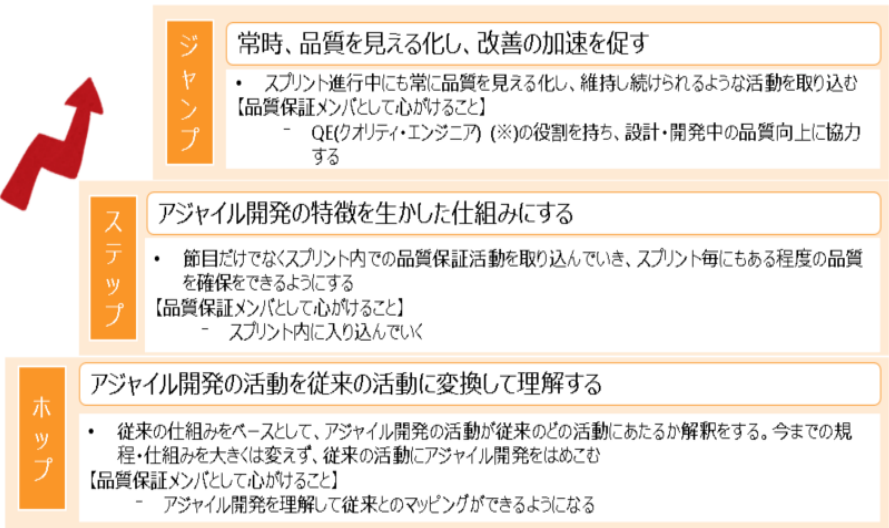 ジャンプ
常時、品質を見える化し、改善の加速を促す
• スプリント進行中にも常に品質を見える化し、維持し続けられるような活動を取り込む
【品質保証メンバとして心がけること】
－ QE(クオリティ・エンジニア) (※)の役割を持ち、設計・開発中の品質向上に協力
する
ステップ
アジャイル開発の特徴を生かした仕組みにする
• 節目だけでなくスプリント内での品質保証活動を取り込んでいき、スプリント毎にもある程度の品質
を確保をできるようにする
【品質保証メンバとして心がけること】
－ スプリント内に入り込んでいく
ホップ
アジャイル開発の活動を従来の活動に変換して理解する
• 従来の仕組みをベースとして、アジャイル開発の活動が従来のどの活動にあたるか解釈をする。今までの規
程・仕組みを大きくは変えず、従来の活動にアジャイル開発をはめこむ
【品質保証メンバとして心がけること】
－ アジャイル開発を理解して従来とのマッピングができるようになる